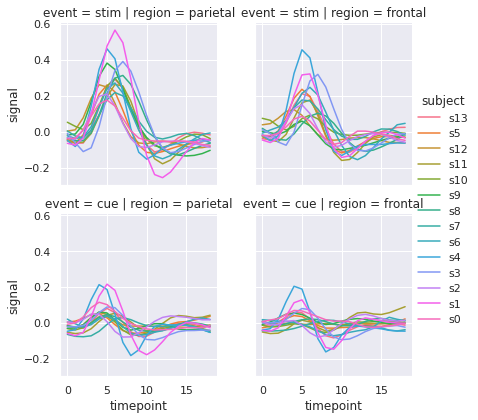 event = stim | region = parietal
event = stim | region = frontal
0.6
0.4
0.2
0.0
−0.2
signal
event = cue | region = parietal
event = cue | region = frontal
0.6
0.4
0.2
0.0
−0.2
signal
0
5
10
15
timepoint
0
5
10
15
timepoint
subject
s13
s5
s12
s11
s10
s9
s8
s7
s6
s4
s3
s2
s1
s0